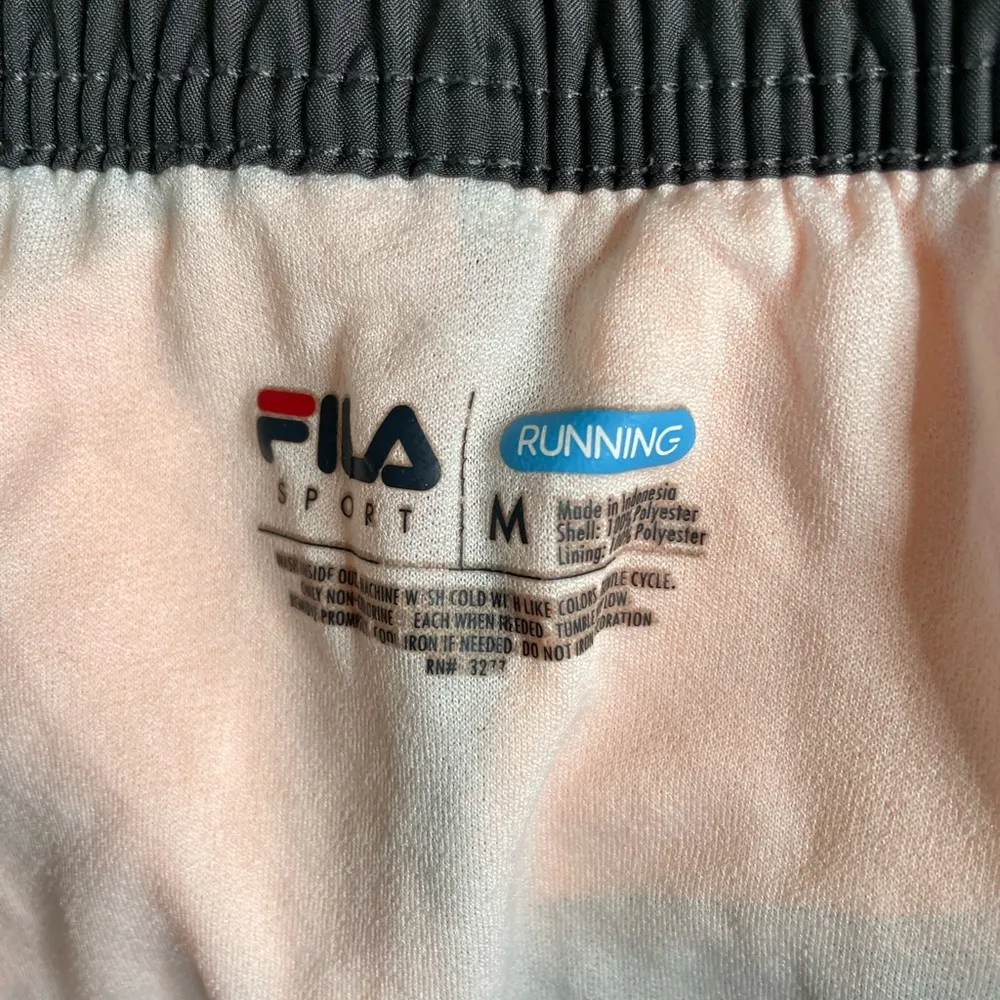 FILA
SPORT
RUNNING
M
Made in Indonesia
Shell: 100% Polyester
Lining: 100% Polyester
OUT MACHINE WASH COLD WITH LIKE COLORS CYCLE.
ONLY NON-CHLORINE EACH WHEN NEEDED TUMBLE LOW
IRON IF NEEDED DO NOT IRON
RN#